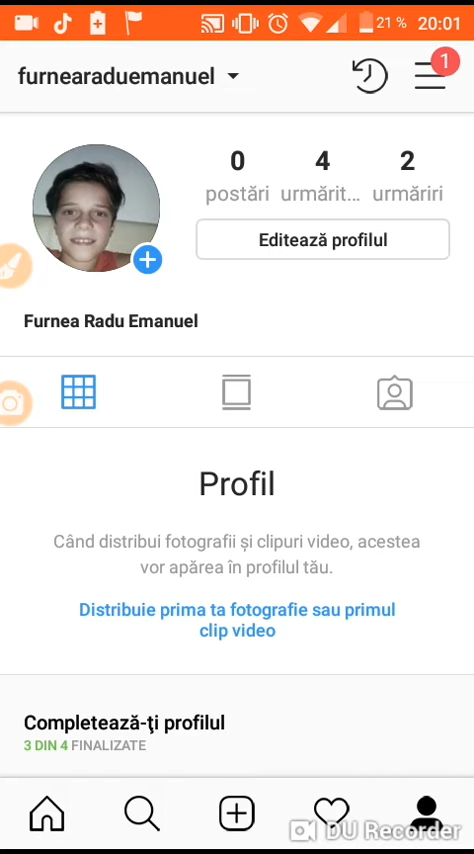 21 % 20:01
furnearaduemanuel
1
0 4 2
postări urmărit... urmăriri
Editează profilul
Furnea Radu Emanuel
Profil
Când distribui fotografii și clipuri video, acestea
vor apărea în profilul tău.
Distribuie prima ta fotografie sau primul
clip video
Completează-ţi profilul
3 DIN 4 FINALIZATE
DU Recorder